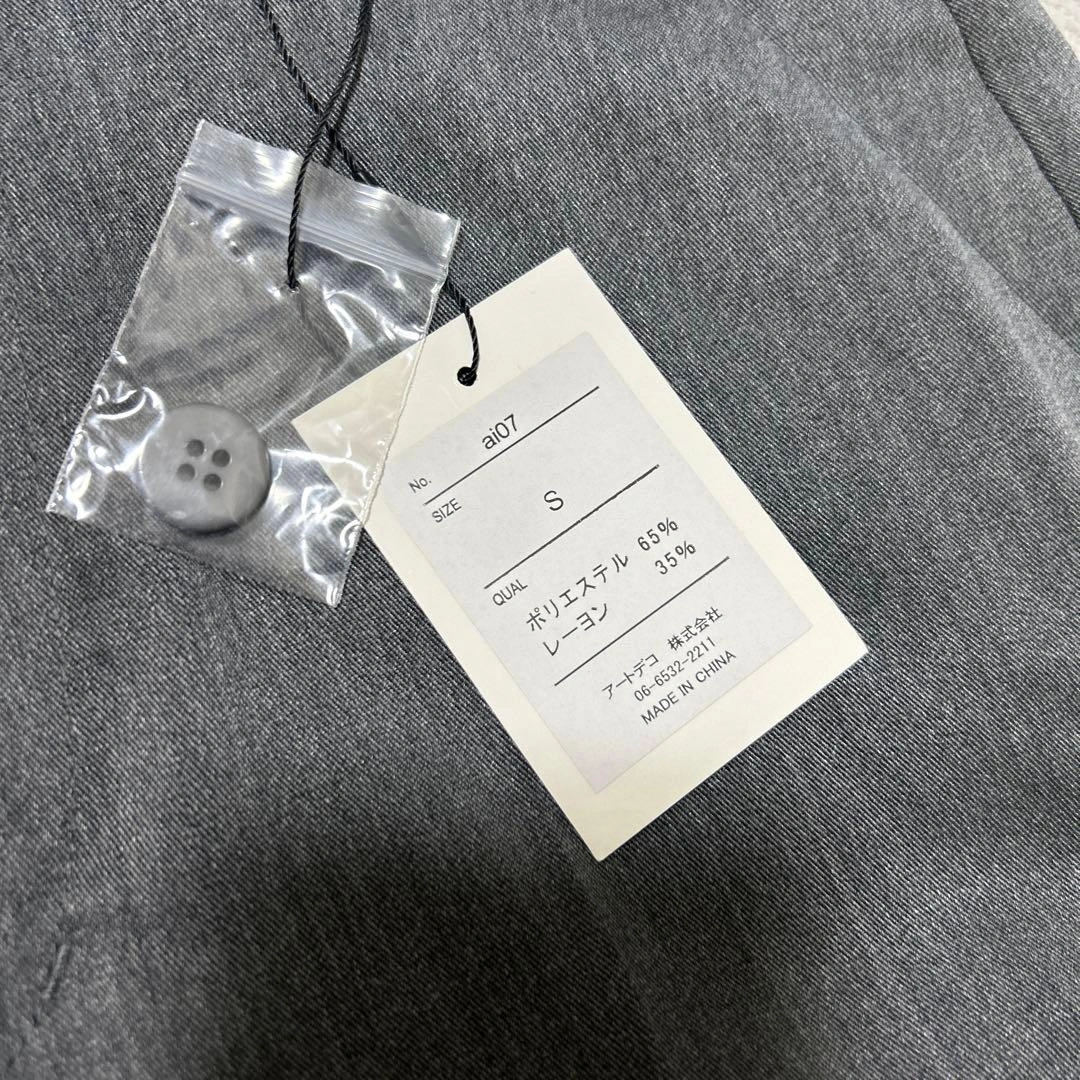 No. ai07
SIZE S
QUAL ポリエステル 65%
レーヨン 35%
アートデコ 株式会社
06-6532-2211
MADE IN CHINA